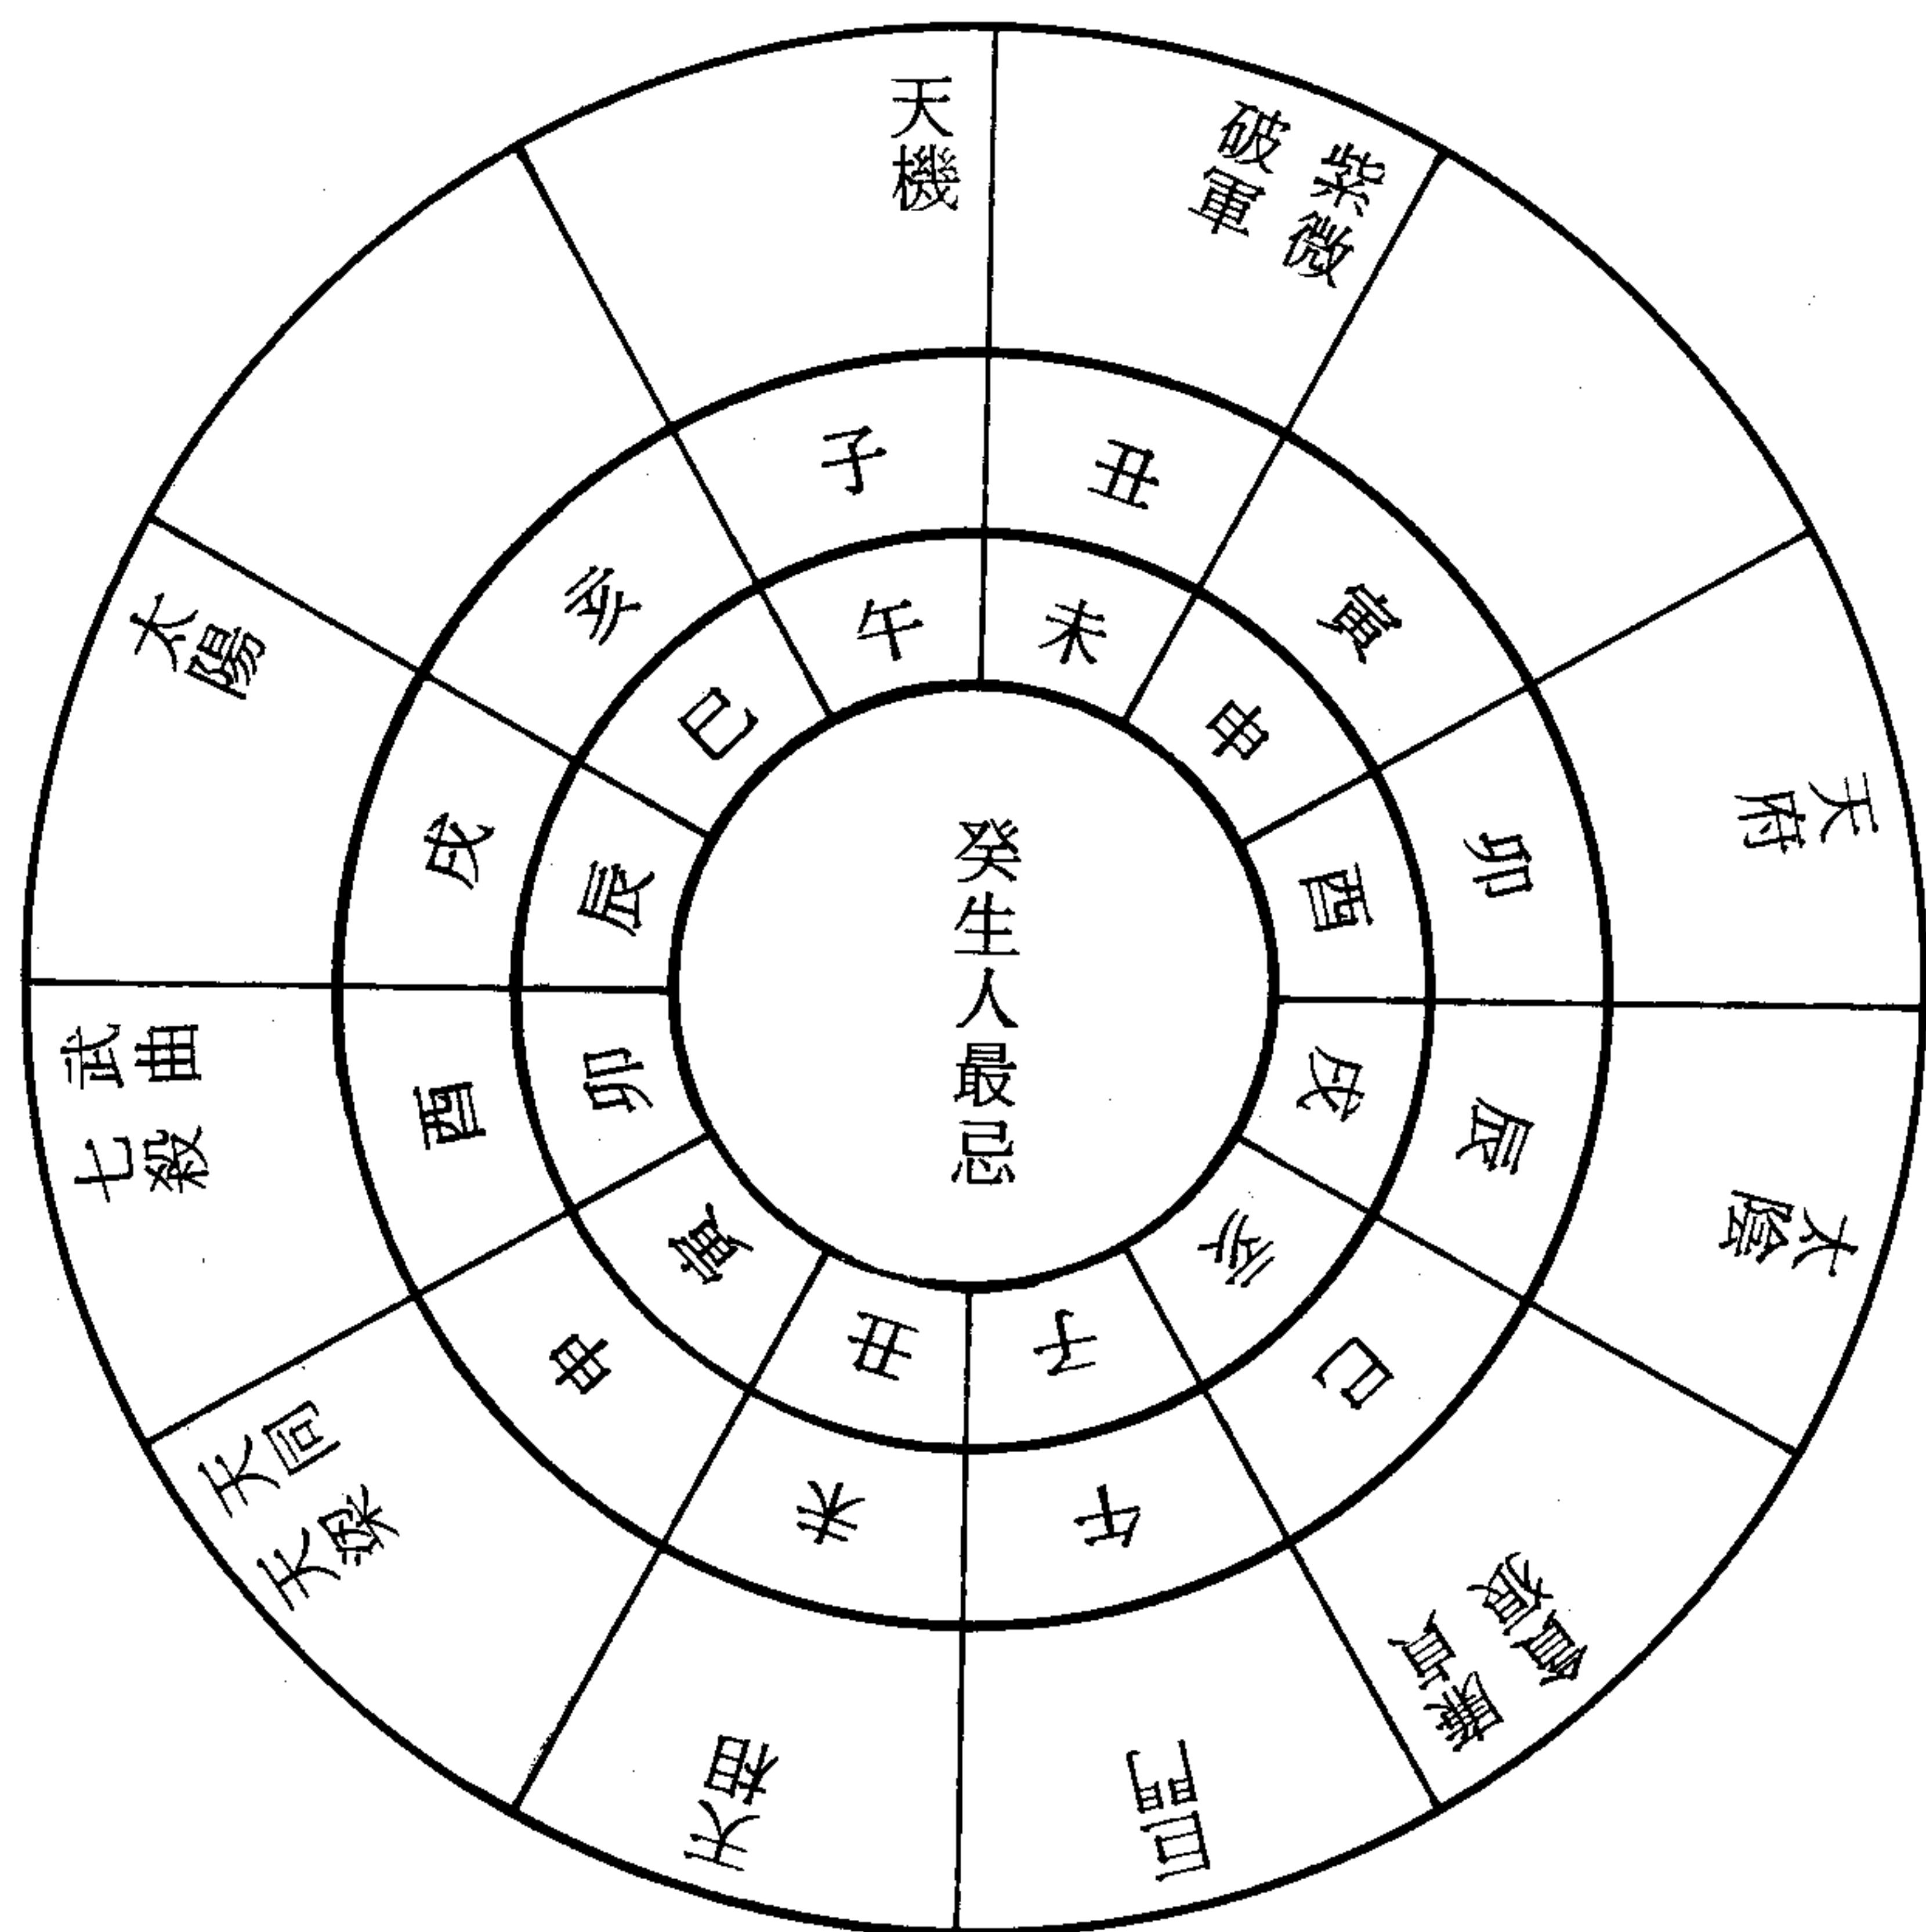 天機
紫微
破軍
天府
太陰
貪狼
廉貞
巨門
天相
天同
天梁
武曲
七殺
太陽
子
丑
寅
卯
辰
巳
午
未
申
酉
戌
亥
午
未
申
酉
戌
亥
子
丑
寅
卯
辰
巳
癸生人最忌